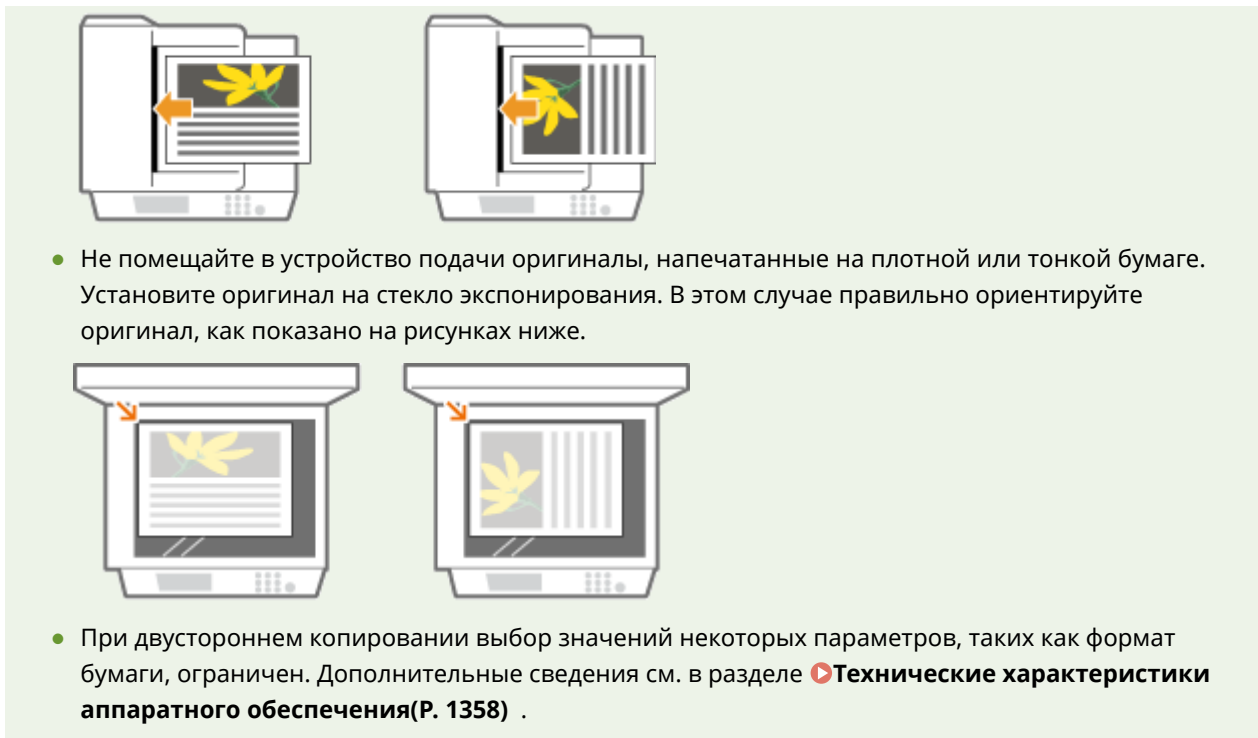 ● Не помещайте в устройство подачи оригиналы, напечатанные на плотной или тонкой бумаге.
Установите оригинал на стекло экспонирования. В этом случае правильно ориентируйте
оригинал, как показано на рисунках ниже.
● При двустороннем копировании выбор значений некоторых параметров, таких как формат
бумаги, ограничен. Дополнительные сведения см. в разделе Технические характеристики
аппаратного обеспечения(P. 1358) .